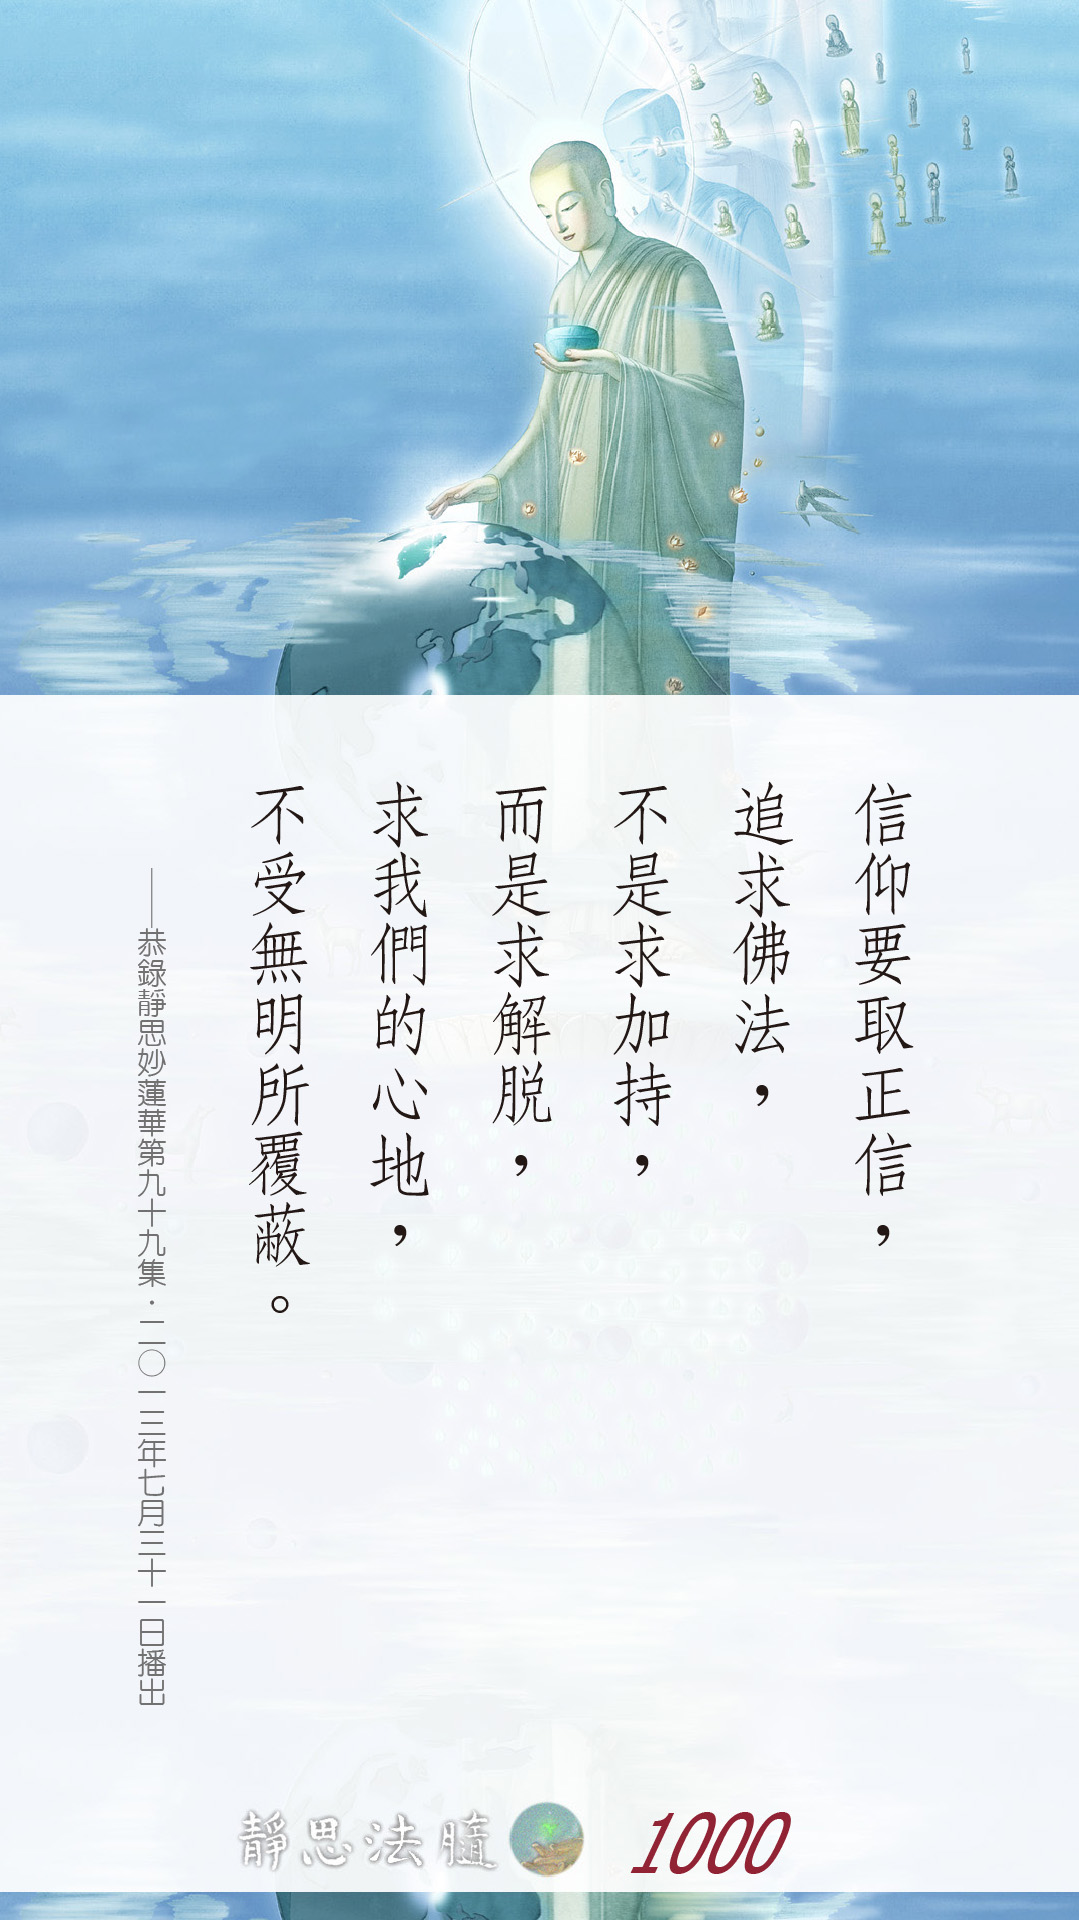 信仰要取正信，
追求佛法，
不是求加持，
而是求解脫，
求我們的心地，
不受無明所覆蔽。
——恭錄靜思妙蓮華第九十九集・二〇一三年七月三十一日播出
靜思法髓
1000